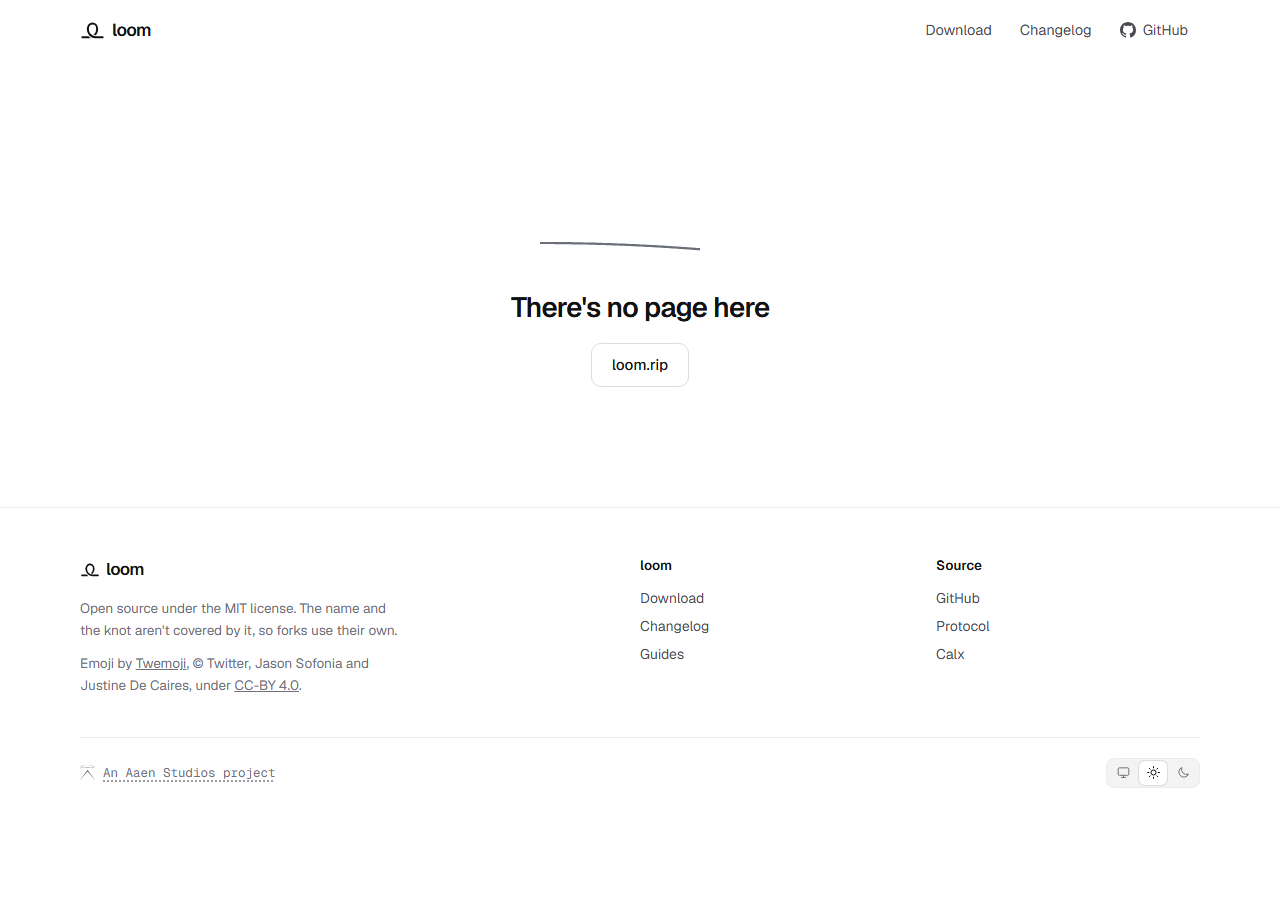 loom
Download
Changelog
GitHub
There's no page here
loom.rip
loom
Open source under the MIT license. The name and
the knot aren't covered by it, so forks use their own.
Emoji by Twemoji, © Twitter, Jason Sofonia and
Justine De Caires, under CC-BY 4.0.
loom
Download
Changelog
Guides
Source
GitHub
Protocol
Calx
An Aaen Studios project